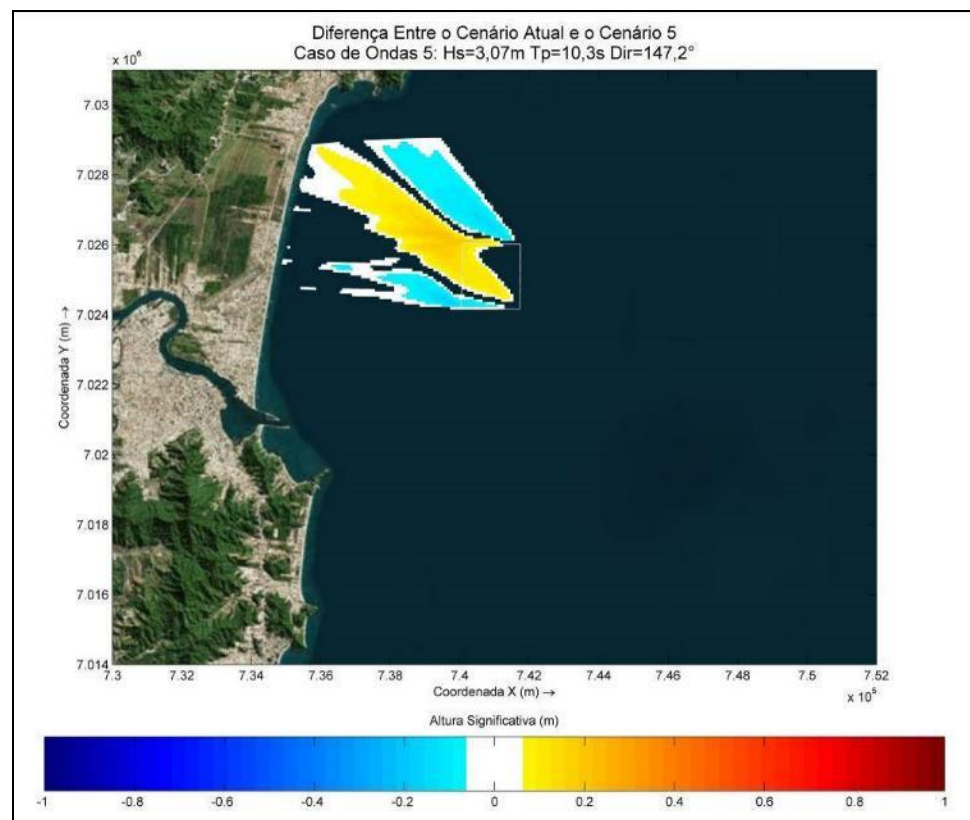 Diferença Entre o Cenário Atual e o Cenário 5
Caso de Ondas 5: Hs=3,07m Tp=10,3s Dir=147,2°
x 10⁶
7.03
7.028
7.026
7.024
7.022
7.02
7.018
7.016
7.014
Coordenada Y (m) →
7.3 7.32 7.34 7.36 7.38 7.4 7.42 7.44 7.46 7.48 7.5 7.52
Coordenada X (m) →
x 10⁵
Altura Significativa (m)
-1 -0.8 -0.6 -0.4 -0.2 0 0.2 0.4 0.6 0.8 1